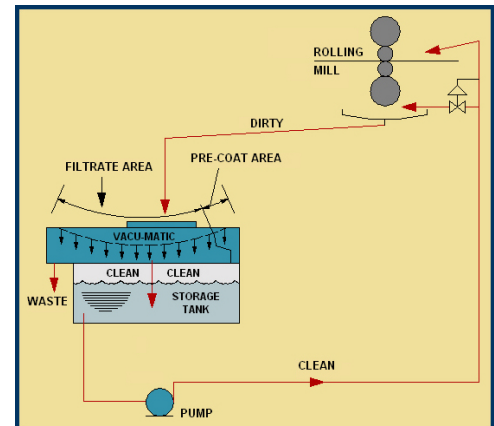 ROLLING
MILL
DIRTY
PRE-COAT AREA
FILTRATE AREA
VACU-MATIC
CLEAN CLEAN
WASTE
STORAGE
TANK
CLEAN
PUMP